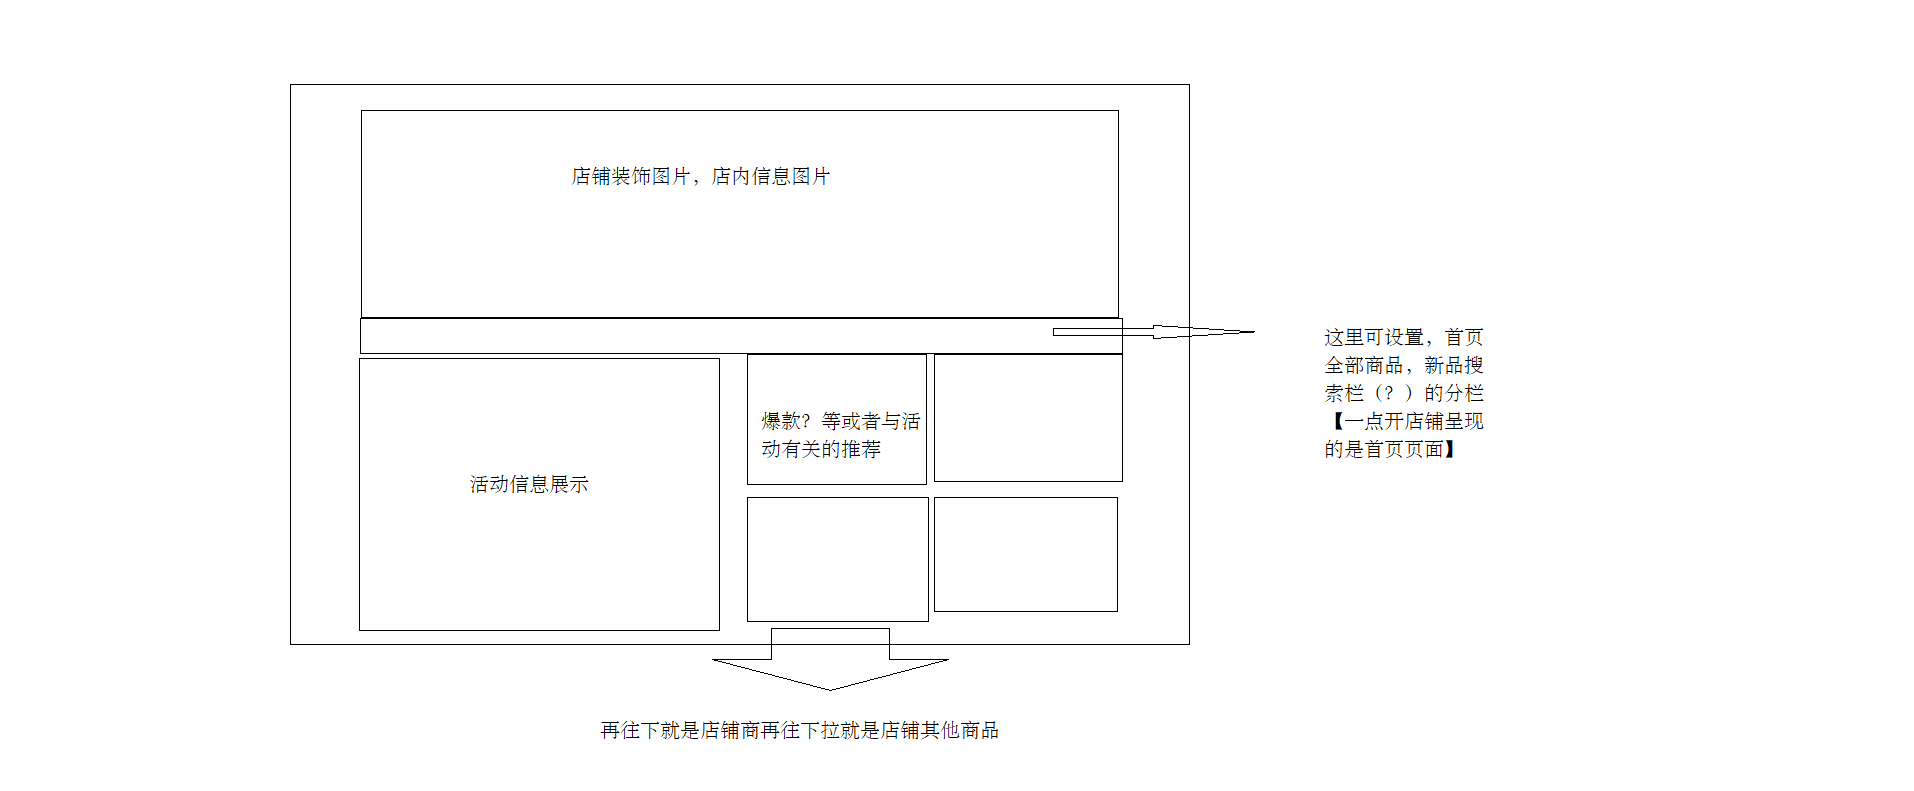 店铺装饰图片，店内信息图片
这里可设置，首页
全部商品，新品搜
索栏（？）的分栏
【一点开店铺呈现
的是首页页面】
爆款？等或者与活
动有关的推荐
活动信息展示
再往下就是店铺商再往下拉就是店铺其他商品